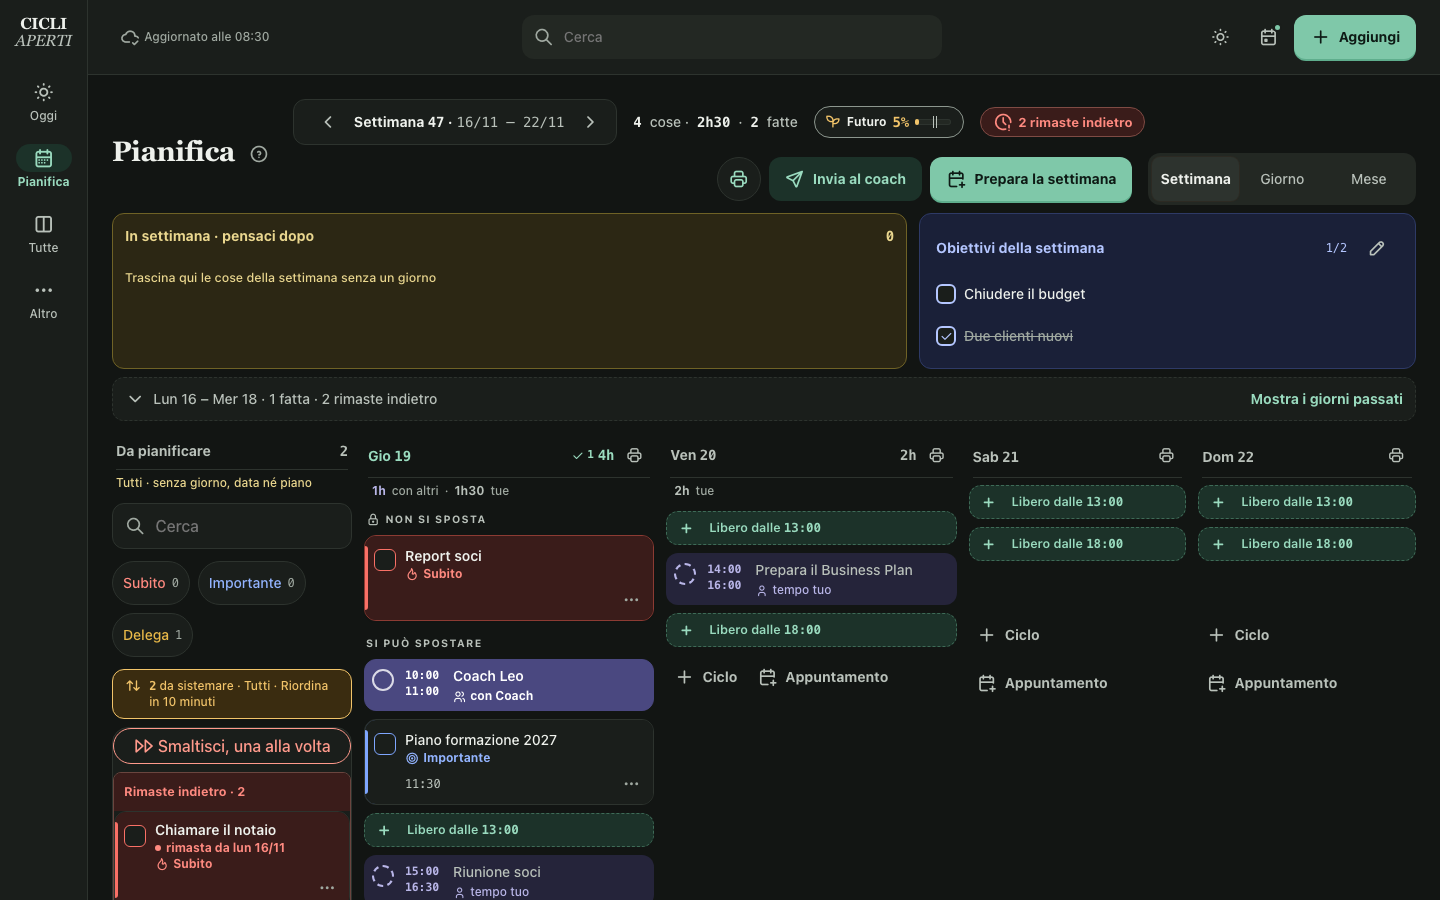 CICLI
APERTI
Aggiornato alle 08:30
Cerca
Aggiungi
Oggi
Pianifica
Tutte
Altro
Pianifica
Settimana 47 · 16/11 – 22/11
4 cose · 2h30 · 2 fatte
Futuro 5%
2 rimaste indietro
Invia al coach
Prepara la settimana
Settimana
Giorno
Mese
In settimana · pensaci dopo
0
Trascina qui le cose della settimana senza un giorno
Obiettivi della settimana
1/2
Chiudere il budget
Due clienti nuovi
Lun 16 – Mer 18 · 1 fatta · 2 rimaste indietro
Mostra i giorni passati
Da pianificare
2
Tutti · senza giorno, data né piano
Cerca
Subito 0
Importante 0
Delega 1
2 da sistemare · Tutti · Riordina
in 10 minuti
Smaltisci, una alla volta
Rimaste indietro · 2
Chiamare il notaio
rimasta da lun 16/11
Subito
Gio 19
1 4h
1h con altri · 1h30 tue
NON SI SPOSTA
Report soci
Subito
SI PUÒ SPOSTARE
10:00
11:00
Coach Leo
con Coach
Piano formazione 2027
Importante
11:30
Libero dalle 13:00
15:00
16:30
Riunione soci
tempo tuo
Ven 20
2h
2h tue
Libero dalle 13:00
14:00
16:00
Prepara il Business Plan
tempo tuo
Libero dalle 18:00
Ciclo
Appuntamento
Sab 21
Libero dalle 13:00
Libero dalle 18:00
Ciclo
Appuntamento
Dom 22
Libero dalle 13:00
Libero dalle 18:00
Ciclo
Appuntamento